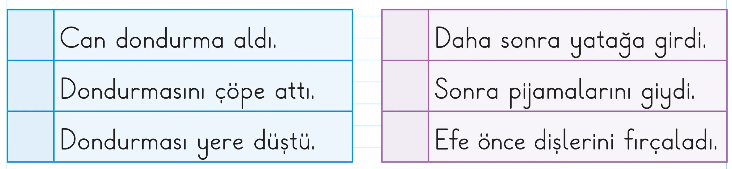 Can dondurma aldı.
Dondurmasını çöpe attı.
Dondurması yere düştü.
Daha sonra yatağa girdi.
Sonra pijamalarını giydi.
Efe önce dişlerini fırçaladı.